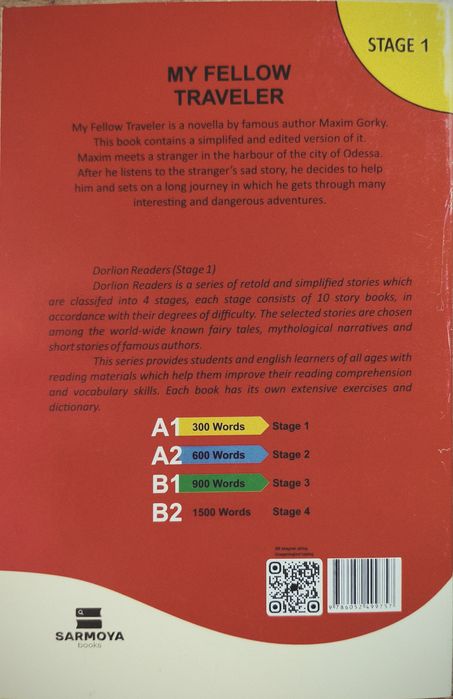 STAGE 1
MY FELLOW
TRAVELER
My Fellow Traveler is a novella by famous author Maxim Gorky.
This book contains a simplifed and edited version of it.
Maxim meets a stranger in the harbour of the city of Odessa.
After he listens to the stranger's sad story, he decides to help
him and sets on a long journey in which he gets through many
interesting and dangerous adventures.
Dorlion Readers (Stage 1)
Dorlion Readers is a series of retold and simplified stories which
are classifed into 4 stages, each stage consists of 10 story books, in
accordance with their degrees of difficulty. The selected stories are chosen
among the world-wide known fairy tales, mythological narratives and
short stories of famous authors.
This series provides students and english learners of all ages with
reading materials which help them improve their reading comprehension
and vocabulary skills. Each book has its own extensive exercises and
dictionary.
A1 300 Words Stage 1
A2 600 Words Stage 2
B1 900 Words Stage 3
B2 1500 Words Stage 4
9786052499757
SARMOYA
books